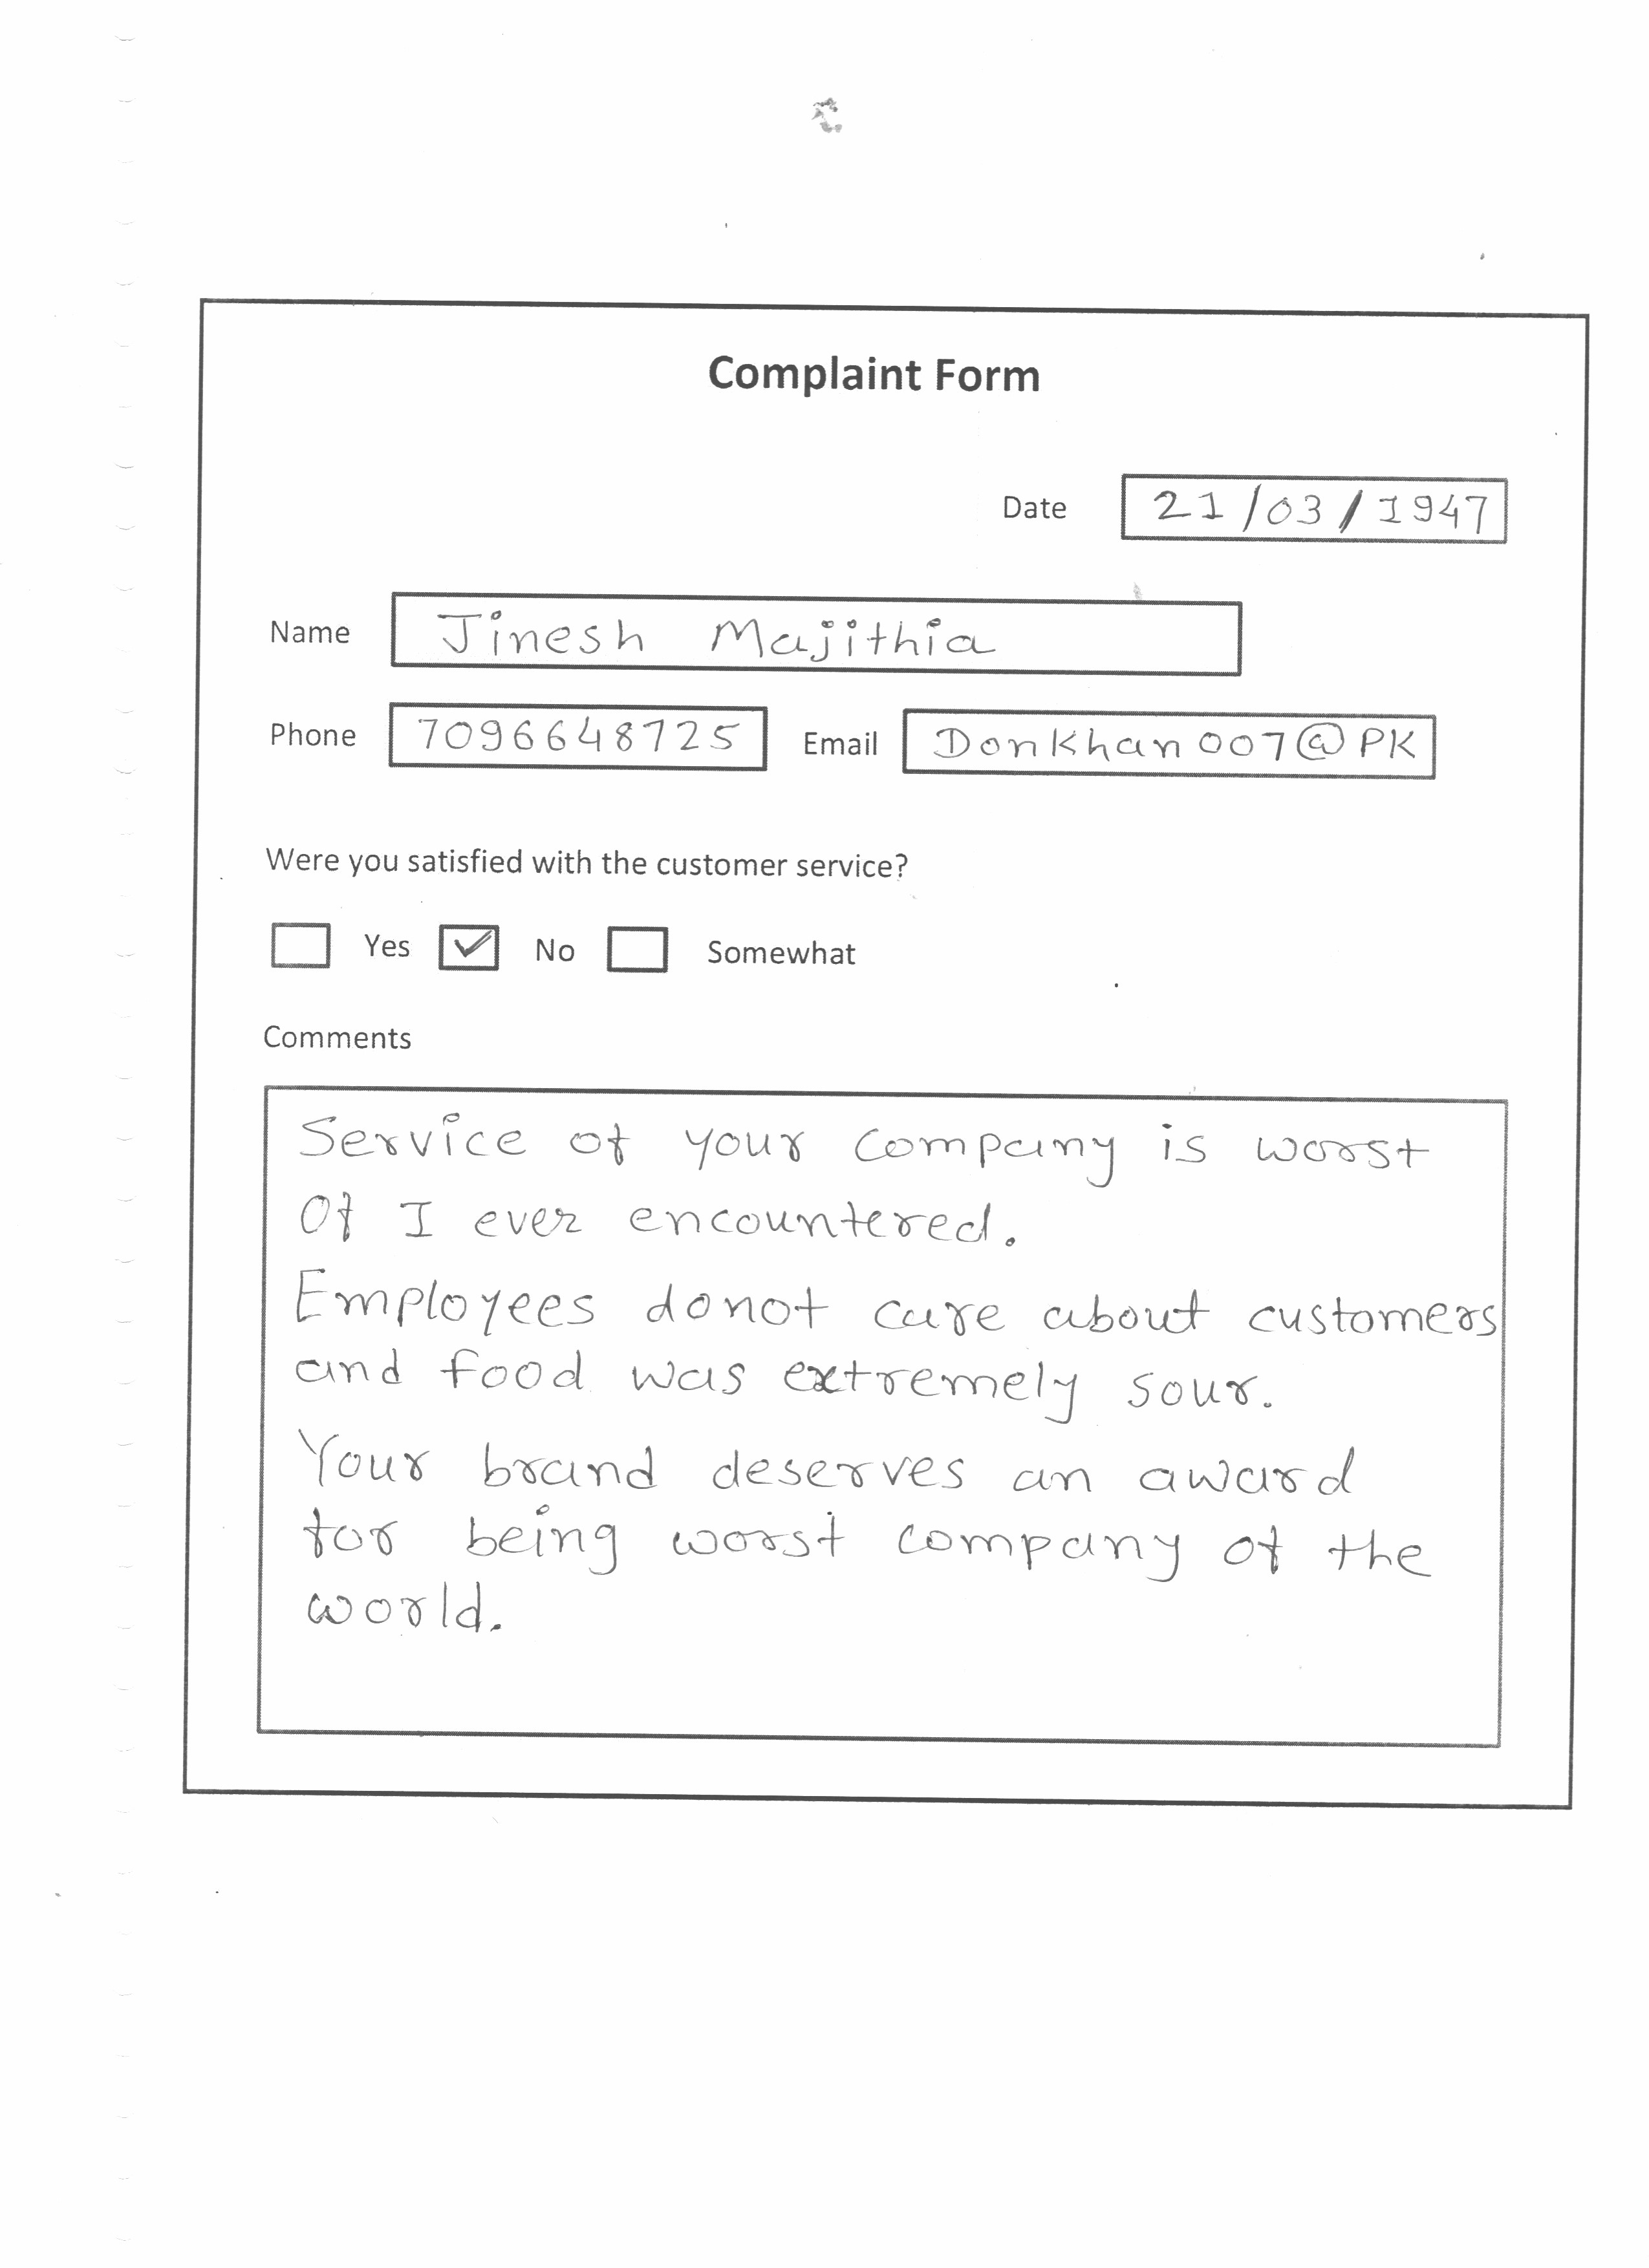 Complaint Form
Date 21/03/1947
Name Jinesh Majithia
Phone 7096648725 Email DonKhan007@PK
Were you satisfied with the customer service?
Yes No Somewhat
Comments
Service of your company is worst
Of I ever encountered.
Employees donot care about customers
and food was extremely sour.
Your brand deserves an award
for being worst company of the
world.